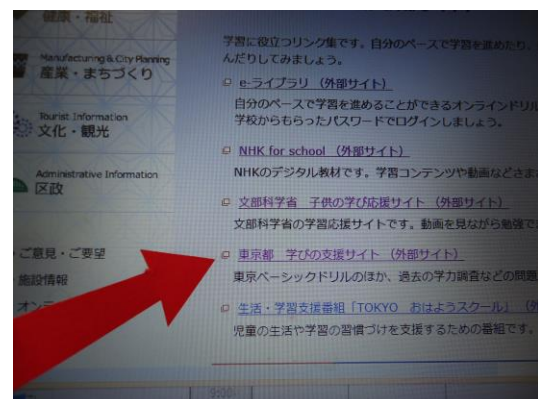 健康・福祉
Manufacturing & City Planning
産業・まちづくり
Tourist Information
文化・観光
Administrative Information
区政
ご意見・ご要望
施設情報
学習に役立つリンク集です。自分のペースで学習を進めたり、
んだりしてみましょう。
e-ライブラリ（外部サイト）
自分のペースで学習を進めることができるオンラインドリル
学校からもらったパスワードでログインしましょう。
NHK for school（外部サイト）
NHKのデジタル教材です。学習コンテンツや動画などさま
文部科学省　子供の学び応援サイト（外部サイト）
文部科学省の学習応援サイトです。動画を見ながら勉強で
東京都　学びの支援サイト（外部サイト）
東京ベーシックドリルのほか、過去の学力調査などの問題
生活・学習支援番組「TOKYO　おはようスクール」（外
児童の生活や学習の習慣づけを支援するための番組です。
9:00